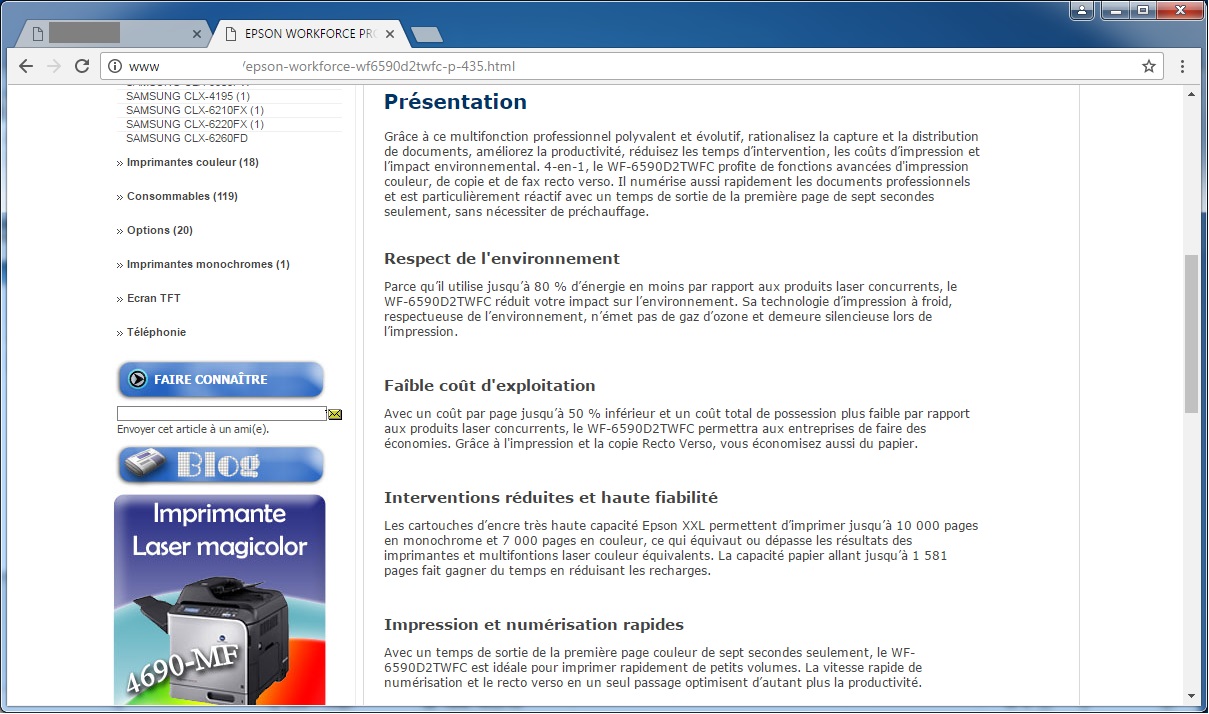 EPSON WORKFORCE PRO
www /epson-workforce-wf6590d2twfc-p-435.html
SAMSUNG CLX-4195 (1)
SAMSUNG CLX-6210FX (1)
SAMSUNG CLX-6220FX (1)
SAMSUNG CLX-6260FD
» Imprimantes couleur (18)
» Consommables (119)
» Options (20)
» Imprimantes monochromes (1)
» Ecran TFT
» Téléphonie
FAIRE CONNAÎTRE
Envoyer cet article à un ami(e).
Blog
Imprimante
Laser magicolor
4690-MF
Présentation
Grâce à ce multifonction professionnel polyvalent et évolutif, rationalisez la capture et la distribution
de documents, améliorez la productivité, réduisez les temps d’intervention, les coûts d’impression et
l’impact environnemental. 4-en-1, le WF-6590D2TWFC profite de fonctions avancées d'impression
couleur, de copie et de fax recto verso. Il numérise aussi rapidement les documents professionnels
et est particulièrement réactif avec un temps de sortie de la première page de sept secondes
seulement, sans nécessiter de préchauffage.
Respect de l'environnement
Parce qu’il utilise jusqu’à 80 % d’énergie en moins par rapport aux produits laser concurrents, le
WF-6590D2TWFC réduit votre impact sur l’environnement. Sa technologie d’impression à froid,
respectueuse de l’environnement, n’émet pas de gaz d’ozone et demeure silencieuse lors de
l’impression.
Faîble coût d'exploitation
Avec un coût par page jusqu’à 50 % inférieur et un coût total de possession plus faible par rapport
aux produits laser concurrents, le WF-6590D2TWFC permettra aux entreprises de faire des
économies. Grâce à l'impression et la copie Recto Verso, vous économisez aussi du papier.
Interventions réduites et haute fiabilité
Les cartouches d’encre très haute capacité Epson XXL permettent d’imprimer jusqu’à 10 000 pages
en monochrome et 7 000 pages en couleur, ce qui équivaut ou dépasse les résultats des
imprimantes et multifontions laser couleur équivalents. La capacité papier allant jusqu’à 1 581
pages fait gagner du temps en réduisant les recharges.
Impression et numérisation rapides
Avec un temps de sortie de la première page couleur de sept secondes seulement, le WF-
6590D2TWFC est idéale pour imprimer rapidement de petits volumes. La vitesse rapide de
numérisation et le recto verso en un seul passage optimisent d’autant plus la productivité.